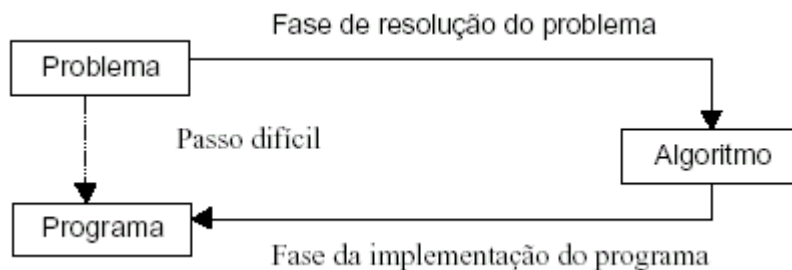 Fase de resolução do problema
Problema
Passo difícil
Algoritmo
Programa
Fase da implementação do programa